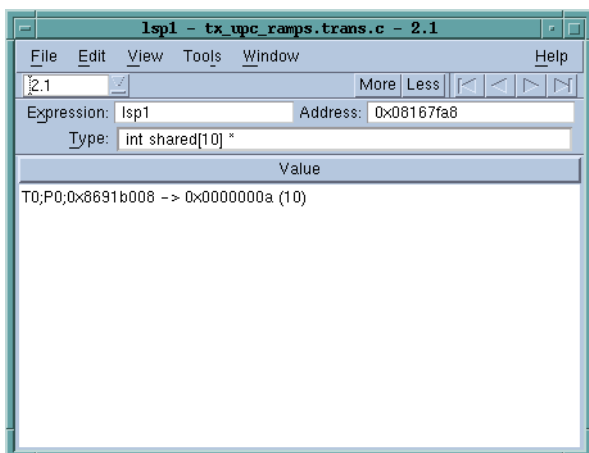 lsp1 - tx_upc_ramps.trans.c - 2.1
File Edit View Tools Window Help
2.1 More Less
Expression: lsp1 Address: 0x08167fa8
Type: int shared[10] *
Value
T0;P0;0x8691b008 -> 0x0000000a (10)